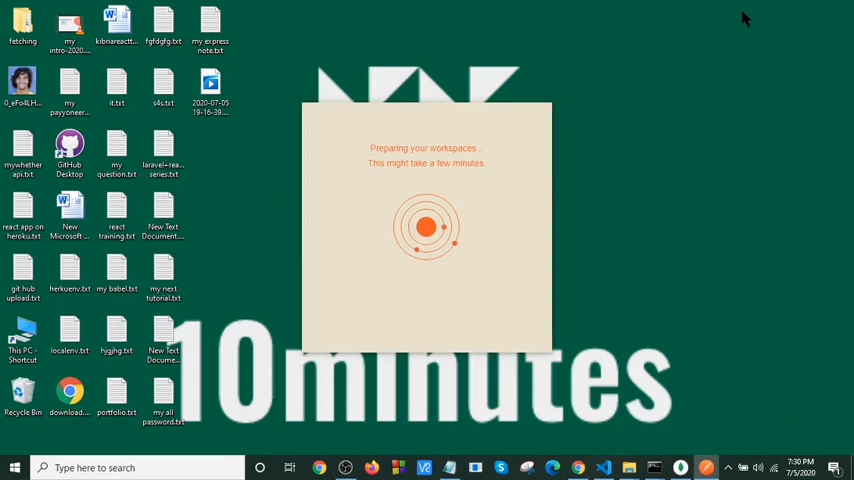 fetching
my
intro-2020....
kibriareactt...
fgfdgfg.txt
my express
note.txt
0_eFo4LH...
my
payyoneer...
it.txt
s4s.txt
2020-07-05
19-16-39....
mywhether
api.txt
GitHub
Desktop
my
question.txt
laravel+rea...
series.txt
react app on
heroku.txt
New
Microsoft ...
react
training.txt
New Text
Document....
git hub
upload.txt
herkuenv.txt
my babel.txt
my next
tutorial.txt
This PC -
Shortcut
localenv.txt
hjgjhg.txt
New Text
Docume...
Recycle Bin
download....
portfolio.txt
my all
password.txt
Preparing your workspaces...
This might take a few minutes.
10minutes
Type here to search
7:30 PM
7/5/2020